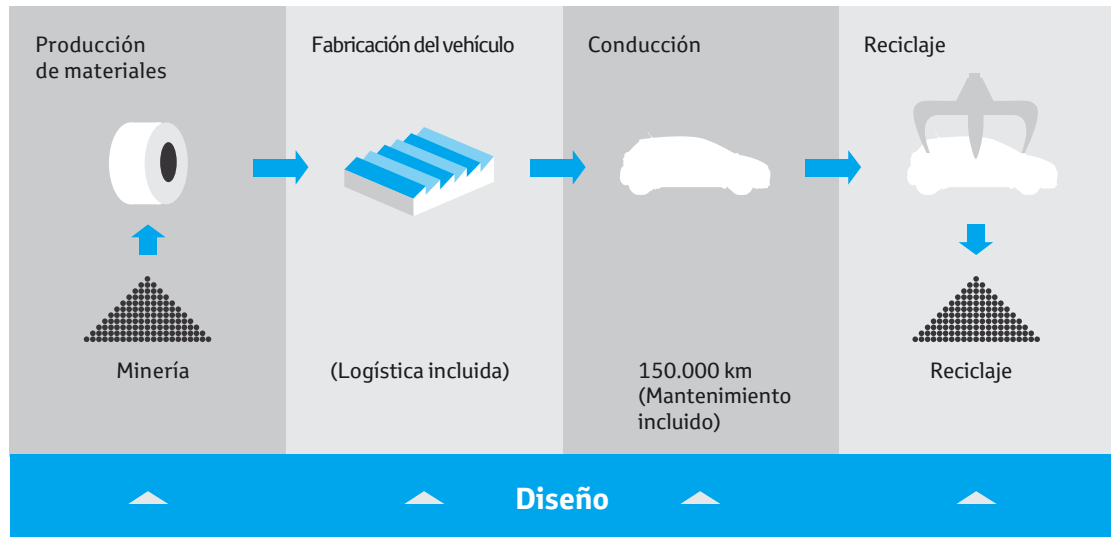 Producción
de materiales
Fabricación del vehículo
Conducción
Reciclaje
Minería
(Logística incluida)
150.000 km
(Mantenimiento
incluido)
Reciclaje
Diseño